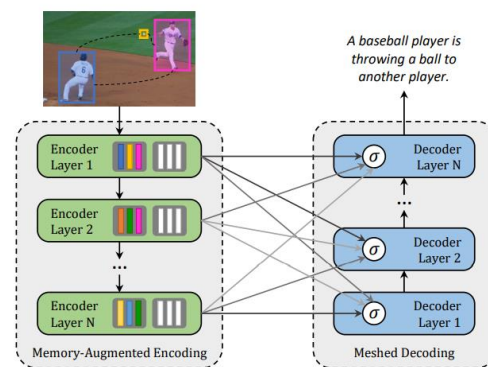 A baseball player is
throwing a ball to
another player.
Encoder
Layer 1
Encoder
Layer 2
...
Encoder
Layer N
Memory-Augmented Encoding
σ
Decoder
Layer N
...
σ
Decoder
Layer 2
σ
Decoder
Layer 1
Meshed Decoding